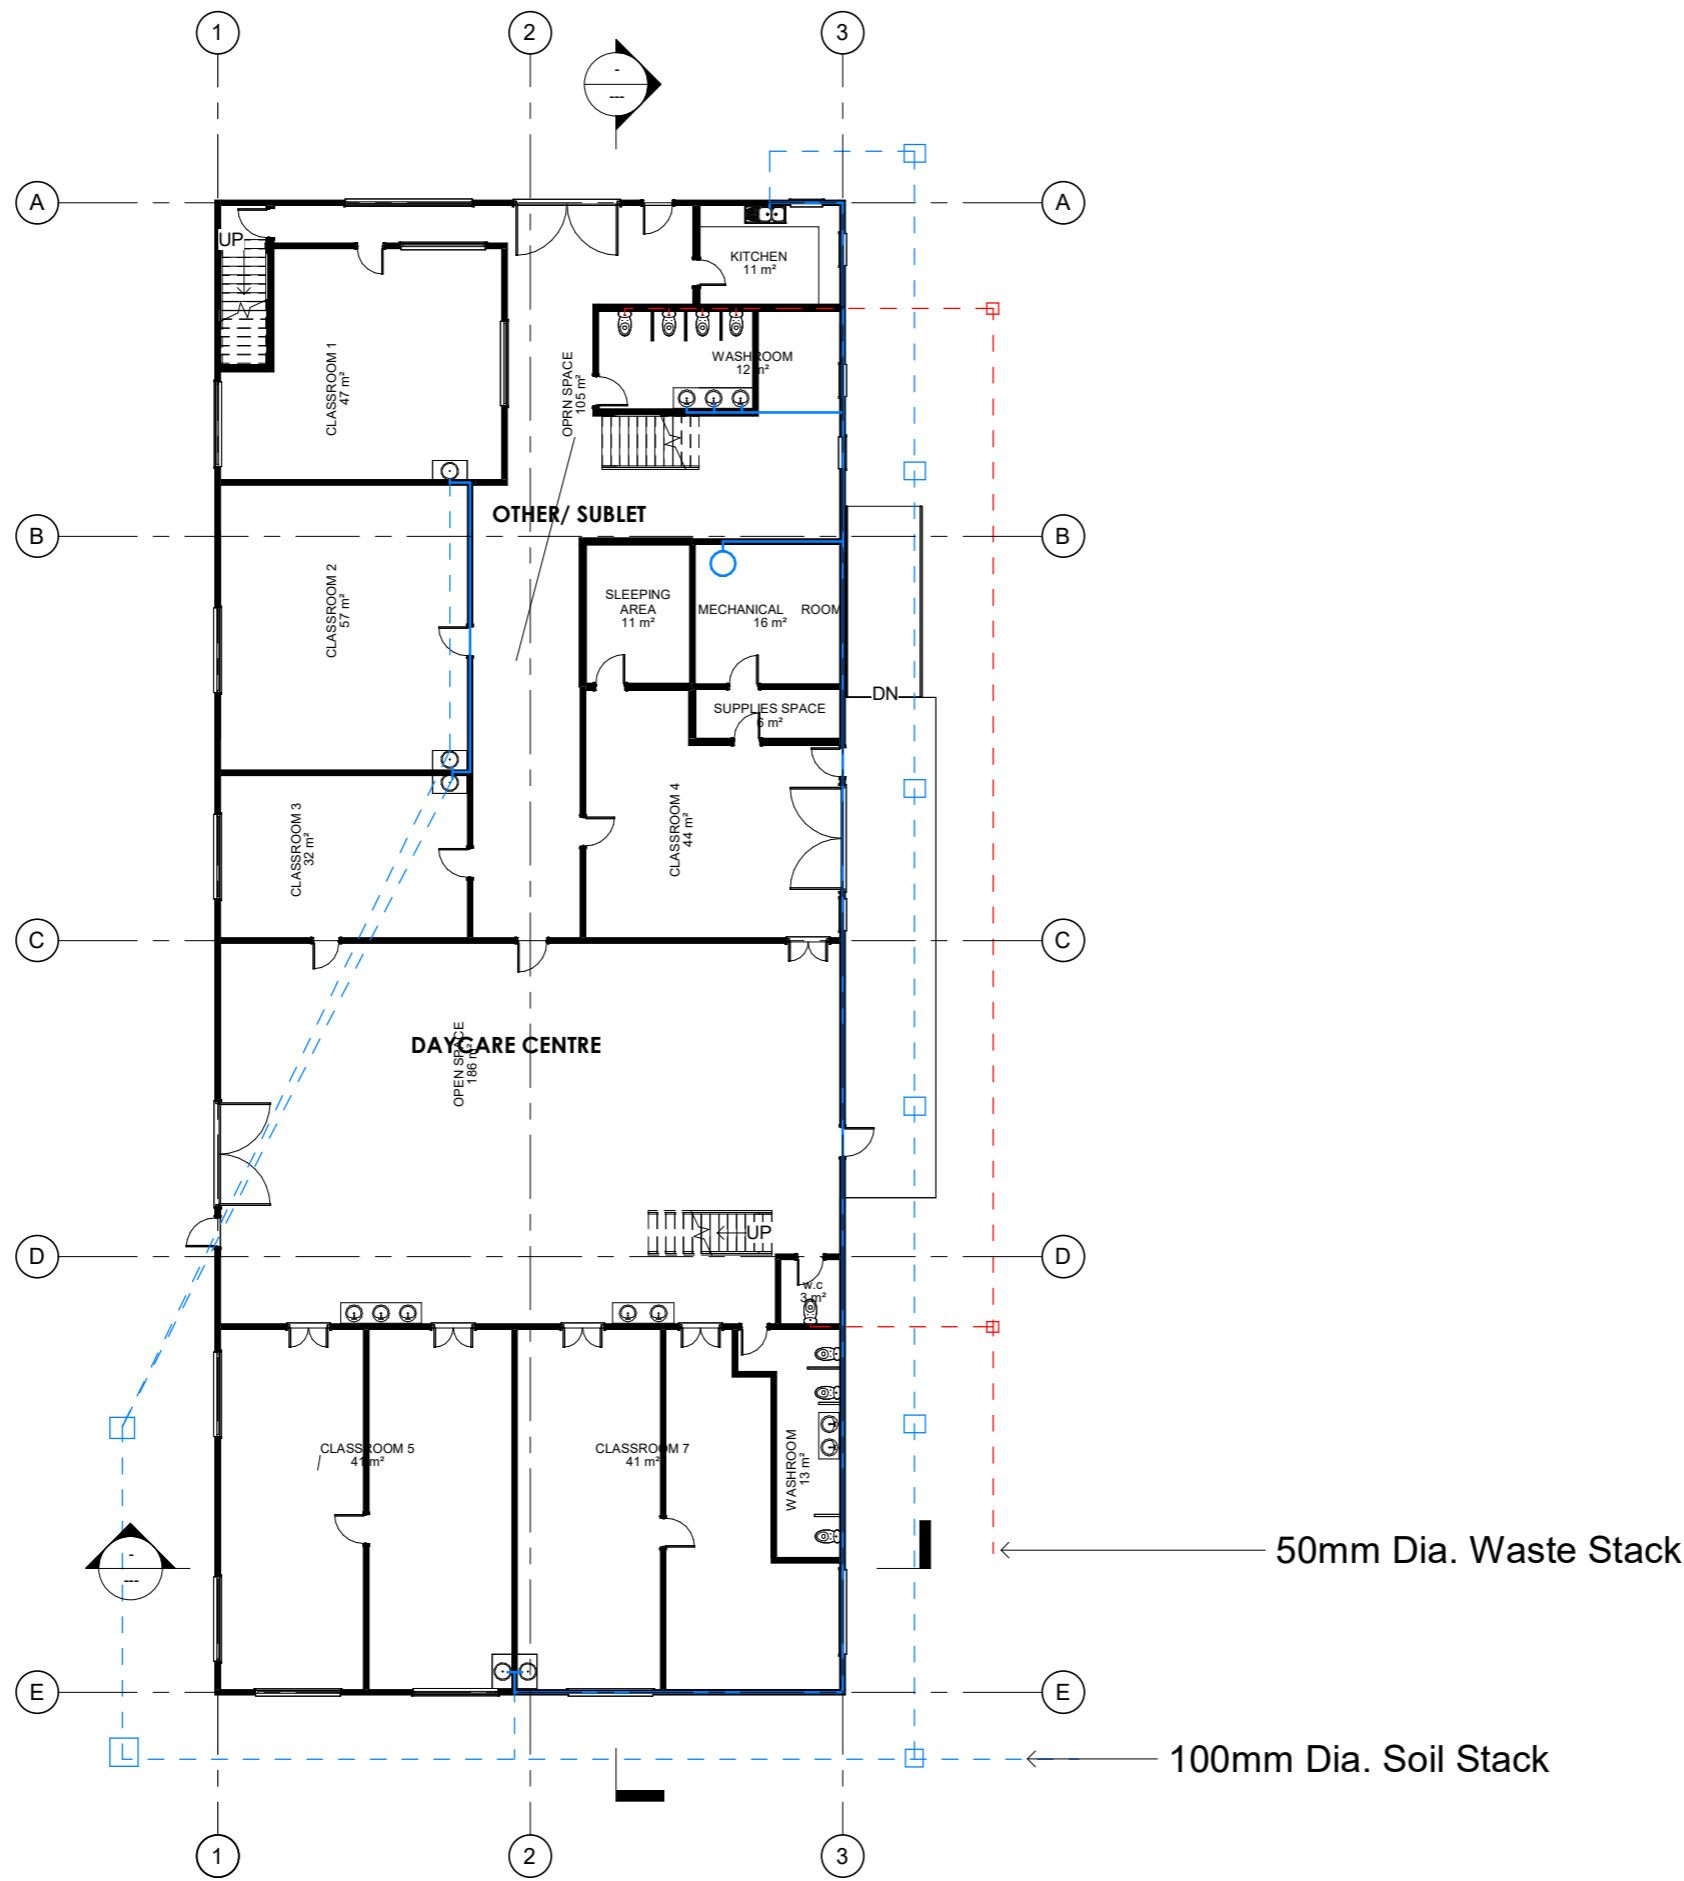 1
2
3
-
---
A
A
UP
KITCHEN
11 m²
WASHROOM
12 m²
CLASSROOM 1
47 m²
OPRN SPACE
105 m²
OTHER/ SUBLET
B
B
CLASSROOM 2
57 m²
SLEEPING
AREA
11 m²
MECHANICAL ROOM
16 m²
DN
SUPPLIES SPACE
6 m²
CLASSROOM 3
32 m²
CLASSROOM 4
44 m²
C
C
DAYCARE CENTRE
OPEN SPACE
186 m²
UP
D
D
w.c
3 m²
CLASSROOM 5
41 m²
CLASSROOM 7
41 m²
WASHROOM
13 m²
-
---
50mm Dia. Waste Stack
E
E
100mm Dia. Soil Stack
1
2
3